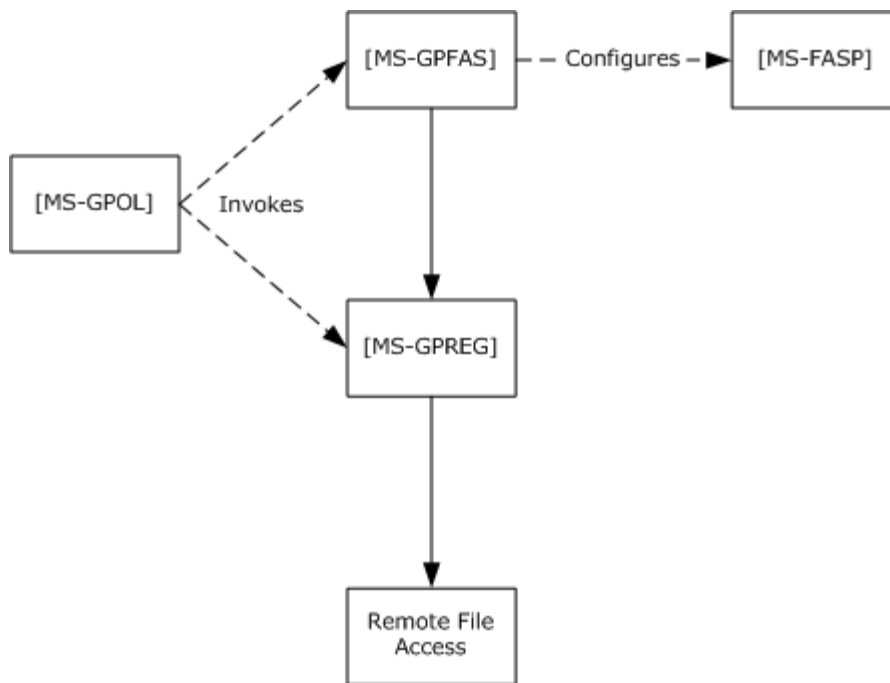 [MS-GPFAS]
Configures
[MS-FASP]
[MS-GPOL]
Invokes
[MS-GPREG]
Remote File
Access